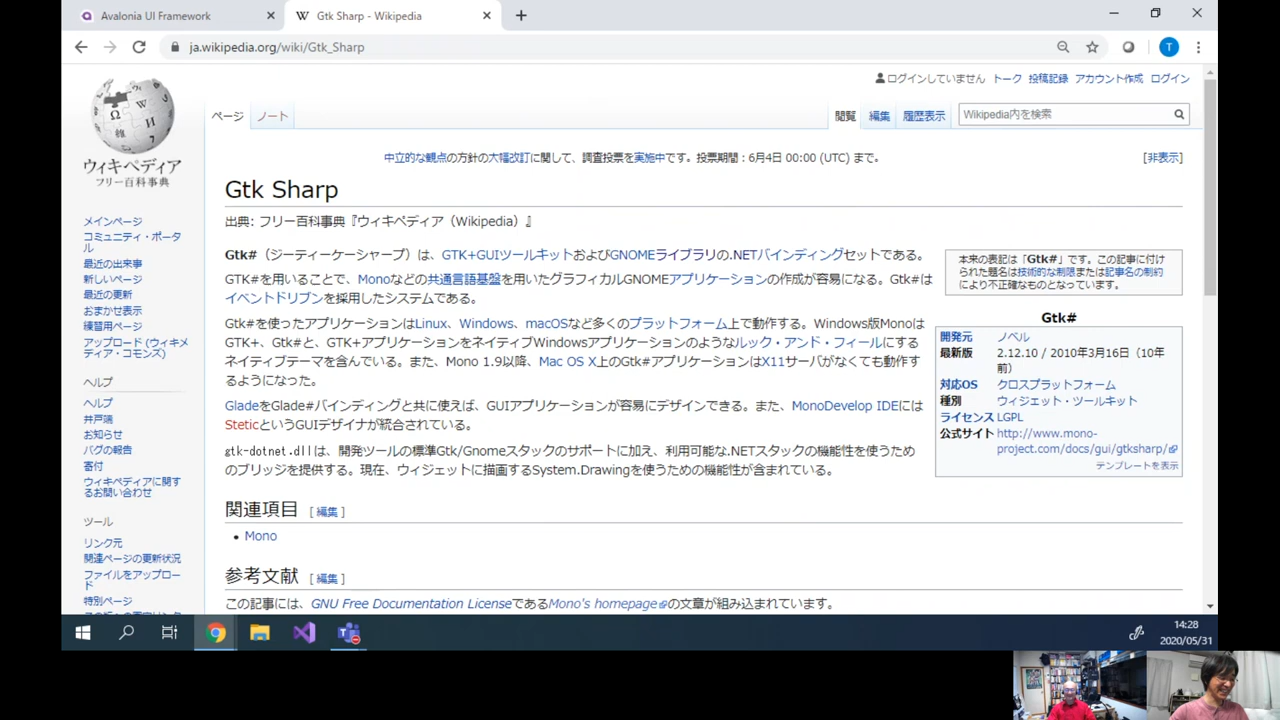 Avalonia UI Framework
Gtk Sharp - Wikipedia
ja.wikipedia.org/wiki/Gtk_Sharp
T
ログインしていません トーク 投稿記録 アカウント作成 ログイン
ページ ノート
閲覧 編集 履歴表示
Wikipedia内を検索
中立的な観点の方針の大幅改訂に関して、調査投票を実施中です。投票期間：6月4日 00:00 (UTC) まで。
[非表示]
ウィキペディア
フリー百科事典
メインページ
コミュニティ・ポータ
ル
最近の出来事
新しいページ
最近の更新
おまかせ表示
練習用ページ
アップロード (ウィキメ
ディア・コモンズ)
ヘルプ
ヘルプ
井戸端
お知らせ
バグの報告
寄付
ウィキペディアに関す
るお問い合わせ
ツール
リンク元
関連ページの更新状況
ファイルをアップロー
ド
特別ページ
Gtk Sharp
出典: フリー百科事典『ウィキペディア（Wikipedia）』
Gtk#（ジーティーケーシャープ）は、GTK+GUIツールキットおよびGNOMEライブラリの.NETバインディングセットである。
GTK#を用いることで、Monoなどの共通言語基盤を用いたグラフィカルGNOMEアプリケーションの作成が容易になる。Gtk#は
イベントドリブンを採用したシステムである。
Gtk#を使ったアプリケーションはLinux、Windows、macOSなど多くのプラットフォーム上で動作する。Windows版Monoは
GTK+、Gtk#と、GTK+アプリケーションをネイティブWindowsアプリケーションのようなルック・アンド・フィールにする
ネイティブテーマを含んでいる。また、Mono 1.9以降、Mac OS X上のGtk#アプリケーションはX11サーバがなくても動作す
るようになった。
GladeをGlade#バインディングと共に使えば、GUIアプリケーションが容易にデザインできる。また、MonoDevelop IDEには
SteticというGUIデザイナが統合されている。
gtk-dotnet.dllは、開発ツールの標準Gtk/Gnomeスタックのサポートに加え、利用可能な.NETスタックの機能性を使うため
のブリッジを提供する。現在、ウィジェットに描画するSystem.Drawingを使うための機能性が含まれている。
本来の表記は「Gtk#」です。この記事に付け
られた題名は技術的な制限または記事名の制約
により不正確なものとなっています。
Gtk#
開発元 ノベル
最新版 2.12.10 / 2010年3月16日（10年
前）
対応OS クロスプラットフォーム
種別 ウィジェット・ツールキット
ライセンス LGPL
公式サイト http://www.mono-
project.com/docs/gui/gtksharp/
テンプレートを表示
関連項目 [ 編集 ]
• Mono
参考文献 [ 編集 ]
この記事には、GNU Free Documentation LicenseであるMono's homepageの文章が組み込まれています。
14:28
2020/05/31